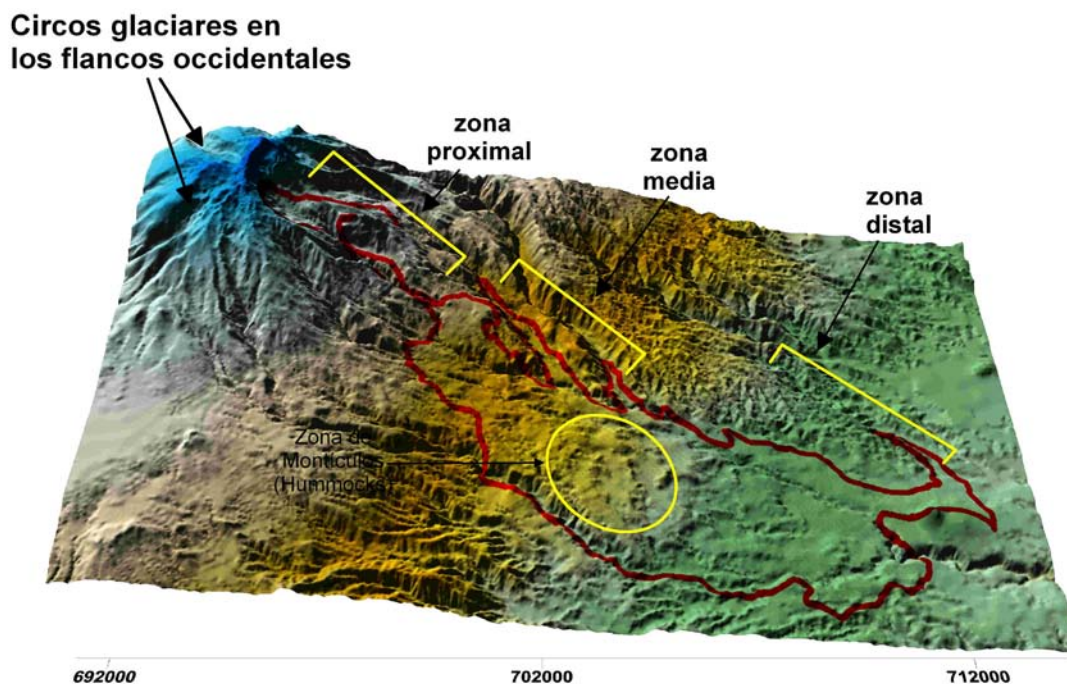 Circos glaciares en
los flancos occidentales
zona
proximal
zona
media
zona
distal
Zona de
Montículos
(Hummocks)
692000
702000
712000